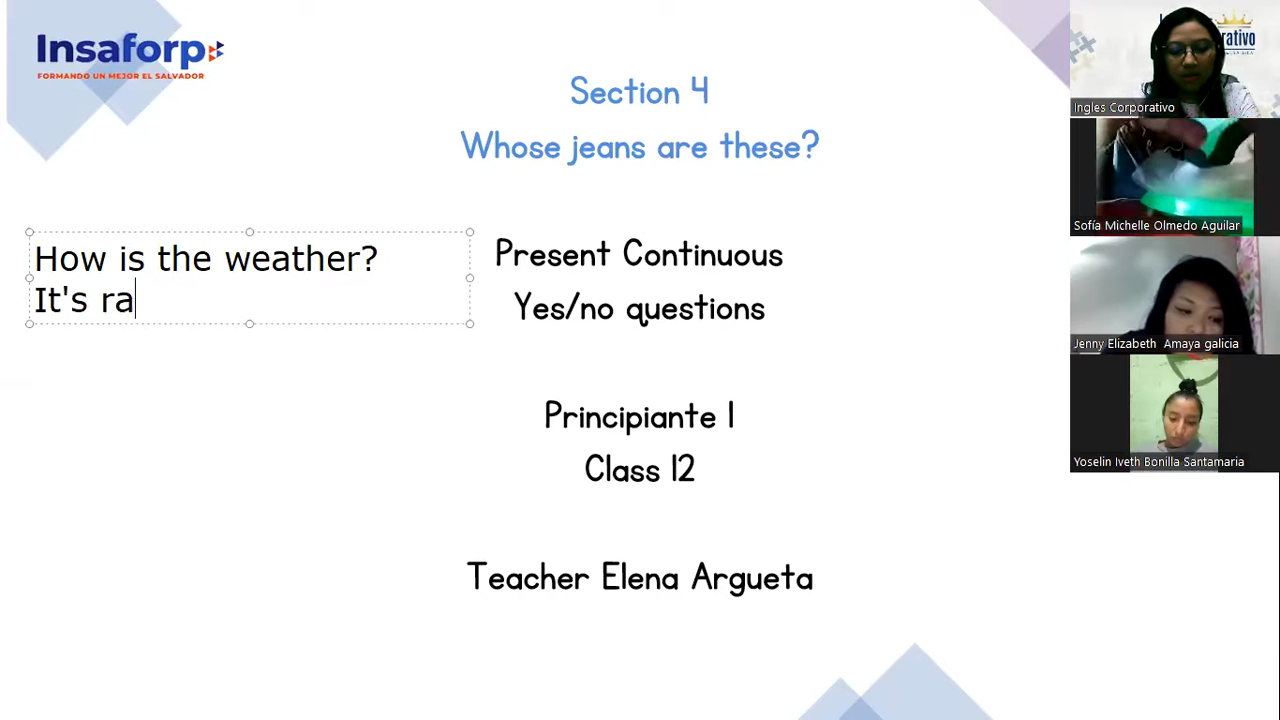 Insaforp
FORMANDO UN MEJOR EL SALVADOR
Section 4
Whose jeans are these?
How is the weather?
It's ra
Present Continuous
Yes/no questions
Principiante 1
Class 12
Teacher Elena Argueta
Ingles Corporativo
Sofía Michelle Olmedo Aguilar
Jenny Elizabeth Amaya galicia
Yoselin Iveth Bonilla Santamaria